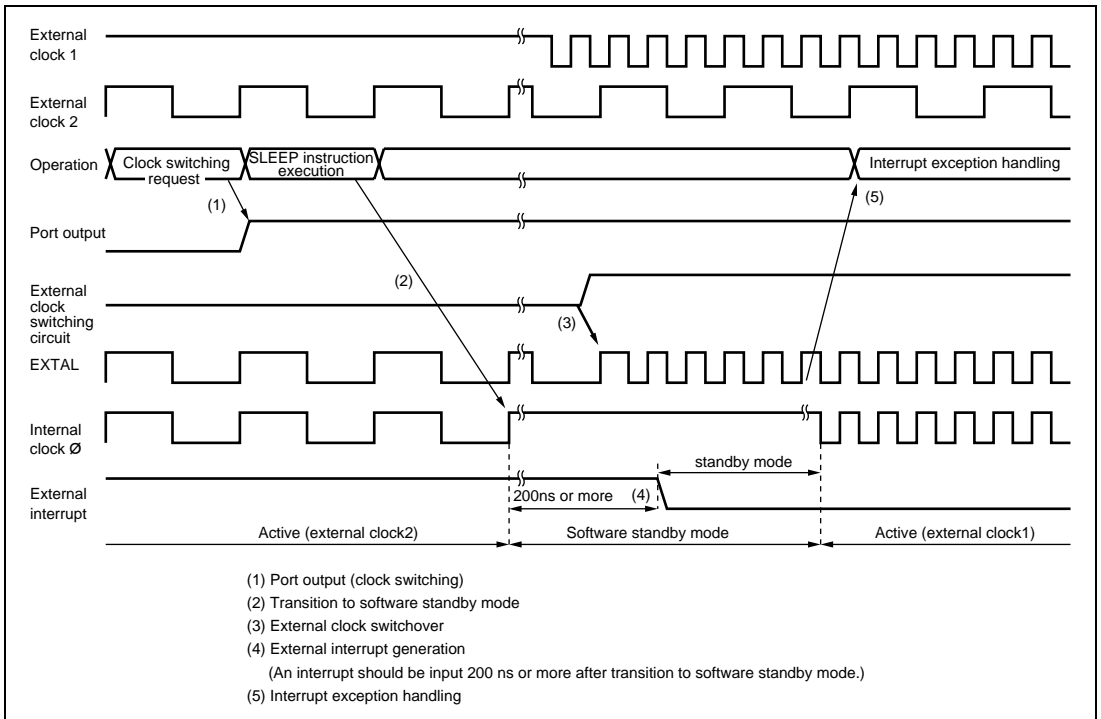 External
clock 1
External
clock 2
Operation
Clock switching
request
SLEEP instruction
execution
Interrupt exception handling
(1)
(5)
Port output
(2)
External
clock
switching
circuit
(3)
EXTAL
Internal
clock Ø
standby mode
External
interrupt
200ns or more
(4)
Active (external clock2)
Software standby mode
Active (external clock1)
(1) Port output (clock switching)
(2) Transition to software standby mode
(3) External clock switchover
(4) External interrupt generation
(An interrupt should be input 200 ns or more after transition to software standby mode.)
(5) Interrupt exception handling